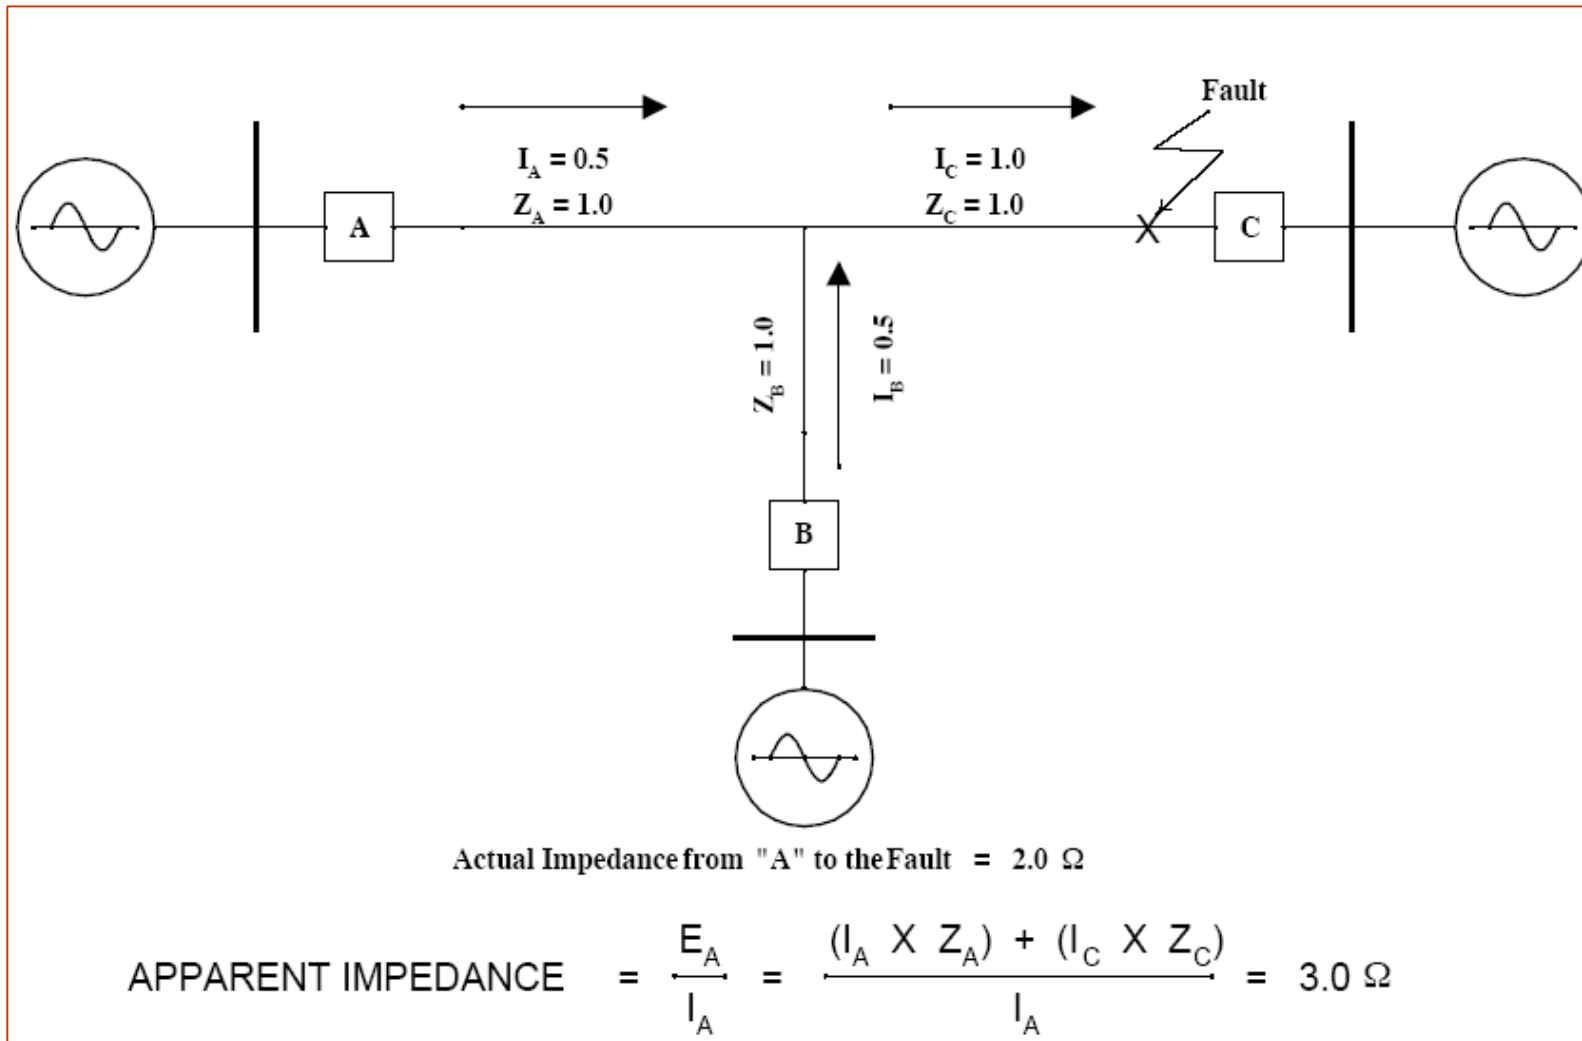 Fault
I_A = 0.5
Z_A = 1.0
I_C = 1.0
Z_C = 1.0
A
X
C
Z_B = 1.0
I_B = 0.5
B
Actual Impedance from "A" to the Fault = 2.0 Ω
APPARENT IMPEDANCE = E_A / I_A = (I_A X Z_A) + (I_C X Z_C) / I_A = 3.0 Ω